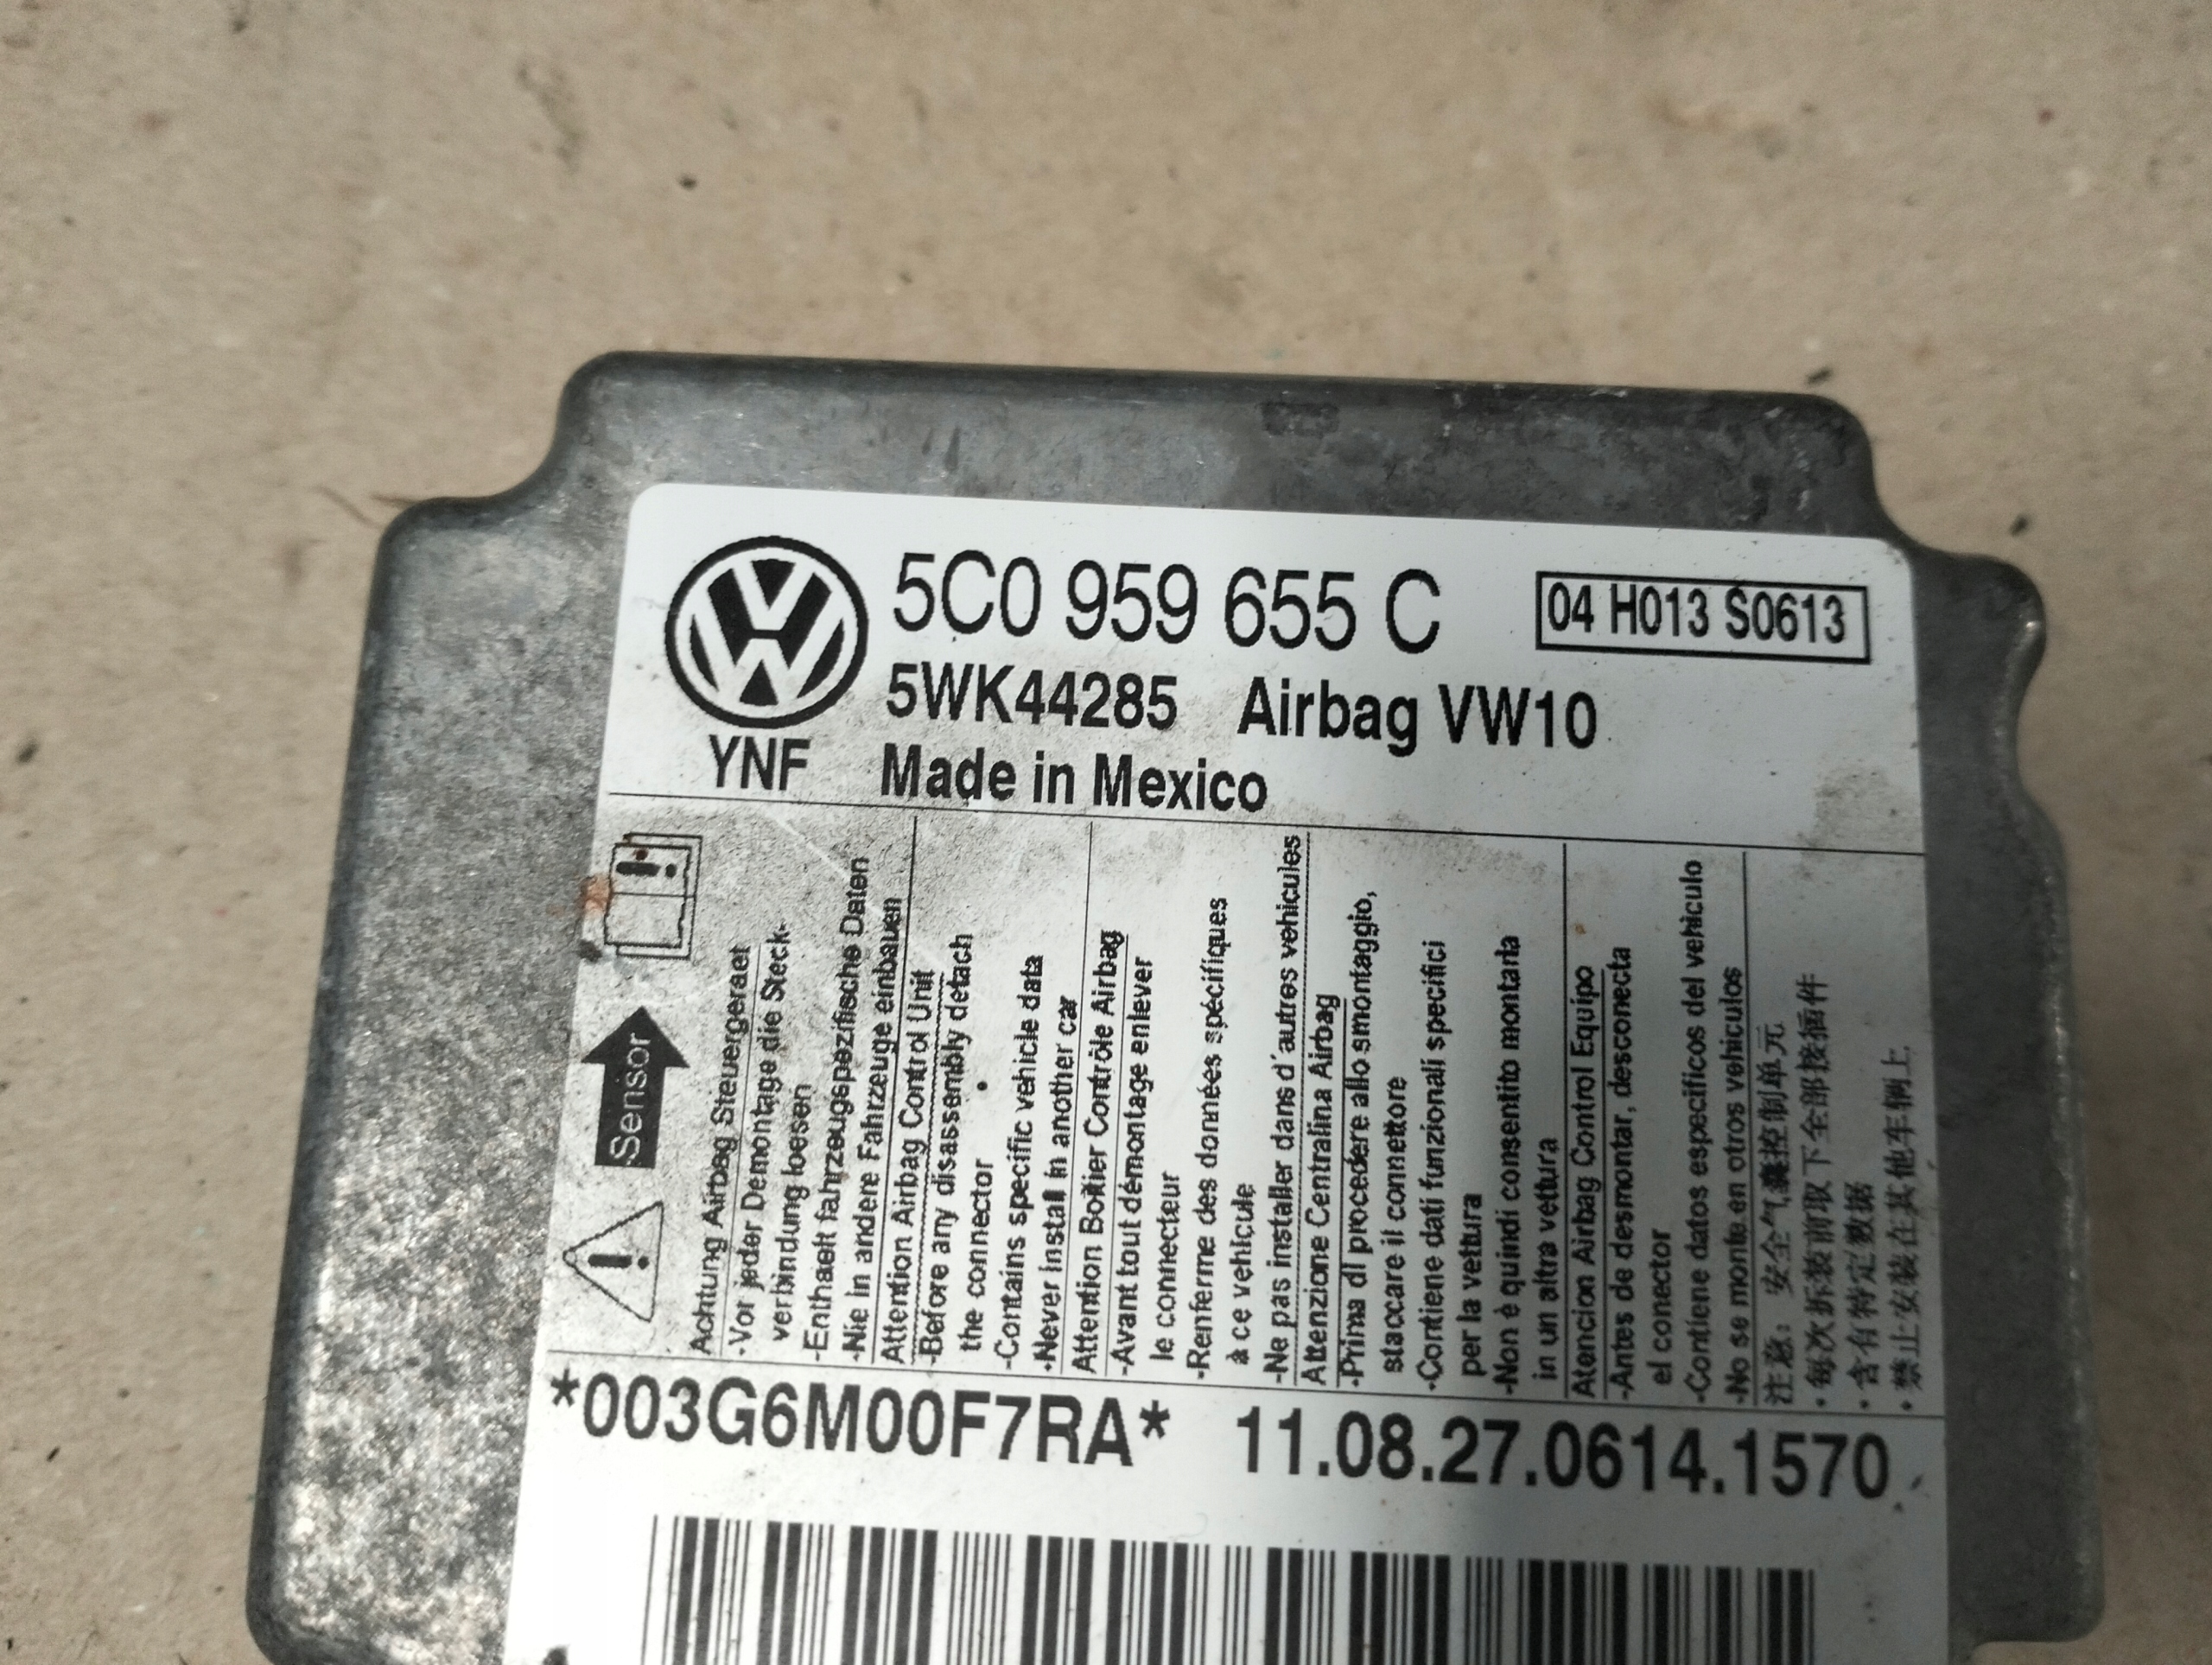 5C0 959 655 C
04 H013 S0613
5WK44285 Airbag VW10
YNF
Made in Mexico
Sensor
Achtung Airbag Steuergeraet
-Vor jeder Demontage die Steck-
verbindung loesen
-Enthaelt fahrzeugspezifische Daten
-Nie in andere Fahrzeuge einbauen
Attention Airbag Control Unit
-Before any disassembly detach
the connector
-Contains specific vehicle data
-Never install in another car
Attention Boîtier Contrôle Airbag
-Avant tout démontage enlever
le connecteur
-Renferme des données spécifiques
à ce vehicule
-Ne pas installer dans d'autres vehicules
Attenzione Centralina Airbag
-Prima di procedere allo smontaggio,
staccare il connettore
-Contiene dati funzionali specifici
per la vettura
-Non è quindi consentito montarla
in un altra vettura
Atencion Airbag Control Equipo
-Antes de desmontar, desconecta
el conector
-Contiene datos especificos del vehiculo
-No se monte en otros vehiculos
注意：安全气囊控制单元
·每次拆装前取下全部接插件
·含有特定数据
·禁止安装在其他车辆上
*003G6M00F7RA* 11.08.27.0614.1570